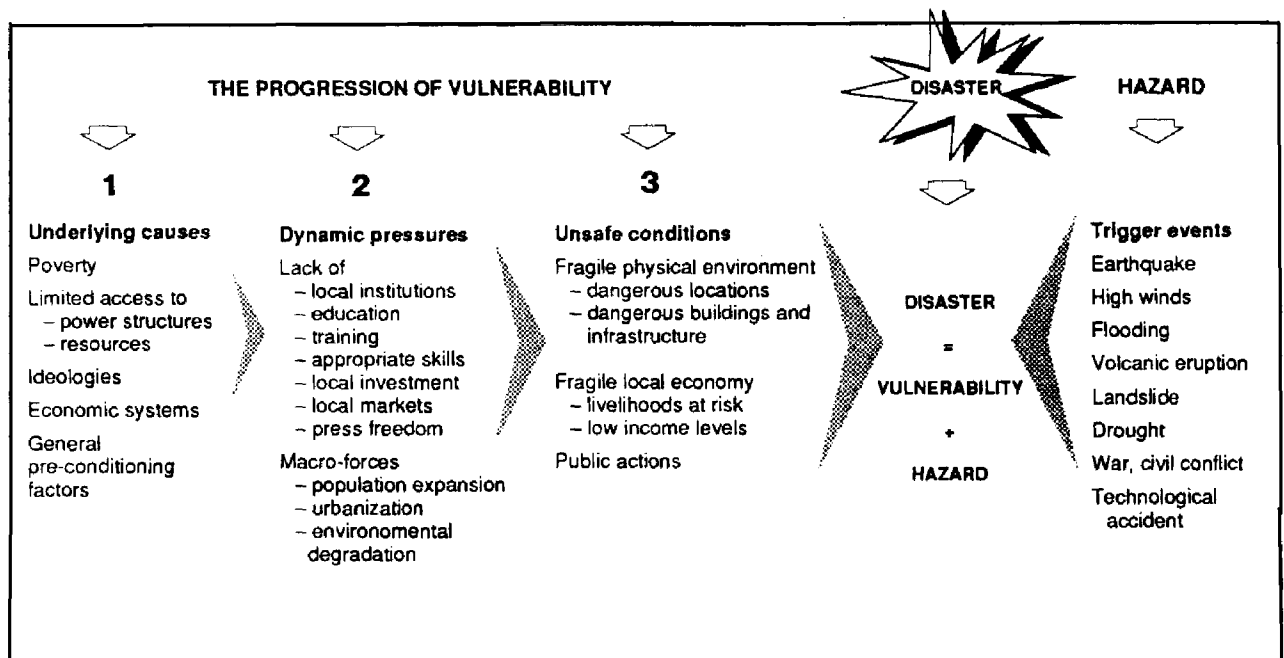 THE PROGRESSION OF VULNERABILITY
DISASTER
HAZARD
1
Underlying causes
Poverty
Limited access to
– power structures
– resources
Ideologies
Economic systems
General
pre-conditioning
factors
2
Dynamic pressures
Lack of
– local institutions
– education
– training
– appropriate skills
– local investment
– local markets
– press freedom
Macro-forces
– population expansion
– urbanization
– environomental
degradation
3
Unsafe conditions
Fragile physical environment
– dangerous locations
– dangerous buildings and
infrastructure
Fragile local economy
– livelihoods at risk
– low income levels
Public actions
DISASTER
=
VULNERABILITY
+
HAZARD
Trigger events
Earthquake
High winds
Flooding
Volcanic eruption
Landslide
Drought
War, civil conflict
Technological
accident